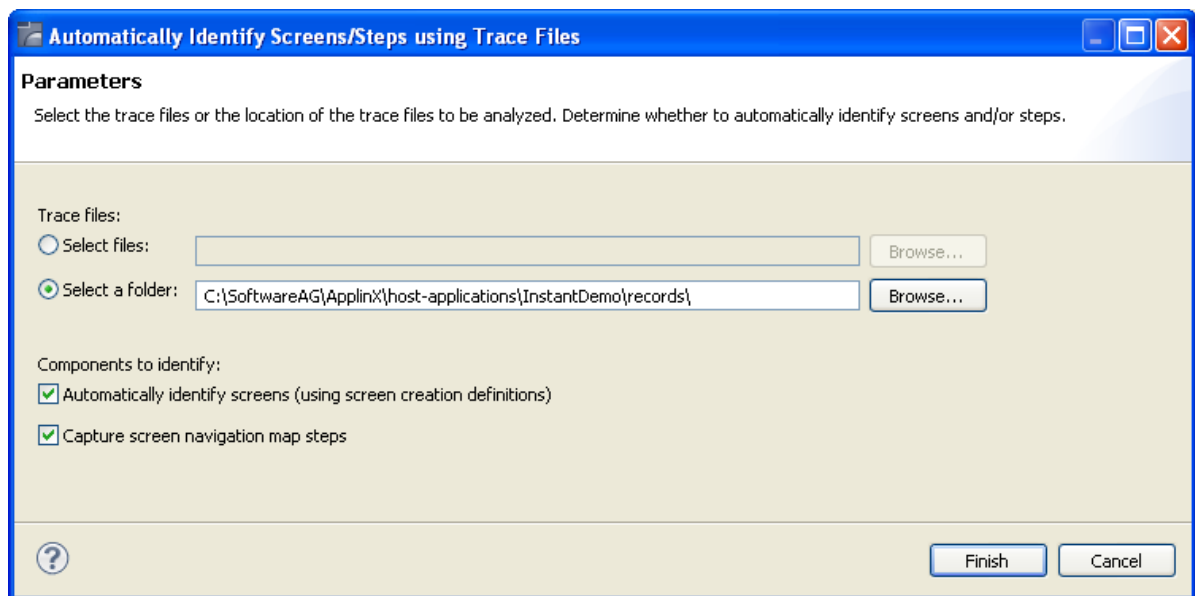 Automatically Identify Screens/Steps using Trace Files
Parameters
Select the trace files or the location of the trace files to be analyzed. Determine whether to automatically identify screens and/or steps.
Trace files:
Select files:
Browse...
Select a folder:
C:\SoftwareAG\ApplinX\host-applications\InstantDemo\records\
Browse...
Components to identify:
Automatically identify screens (using screen creation definitions)
Capture screen navigation map steps
?
Finish
Cancel